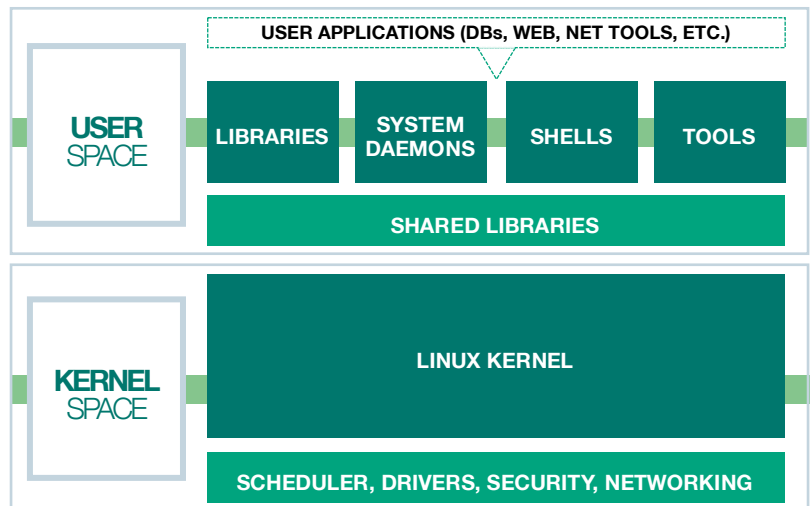 USER APPLICATIONS (DBs, WEB, NET TOOLS, ETC.)
USER
SPACE
LIBRARIES
SYSTEM
DAEMONS
SHELLS
TOOLS
SHARED LIBRARIES
KERNEL
SPACE
LINUX KERNEL
SCHEDULER, DRIVERS, SECURITY, NETWORKING